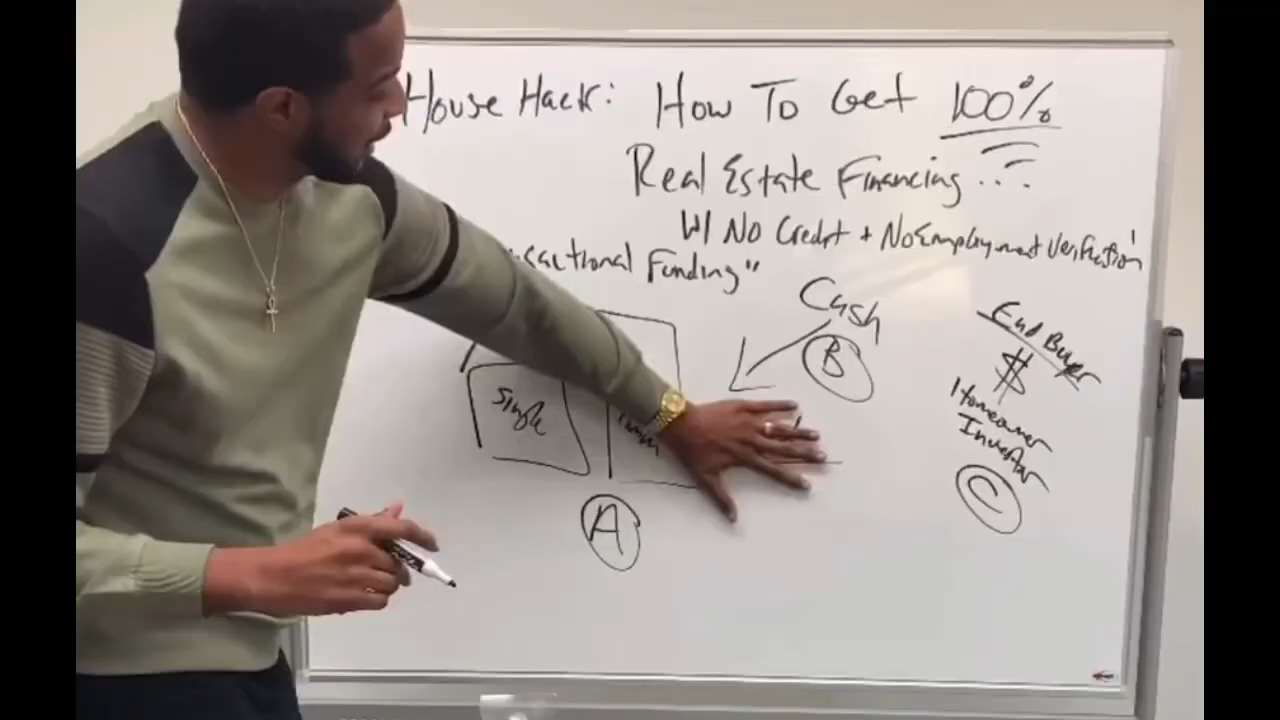 House Hack: How To Get 100%
Real Estate Financing...
W/ No Credit + No Employment Verification!
Funding"
Cash
B
End Buyer
$
Homeowner
Investor
C
Single
A